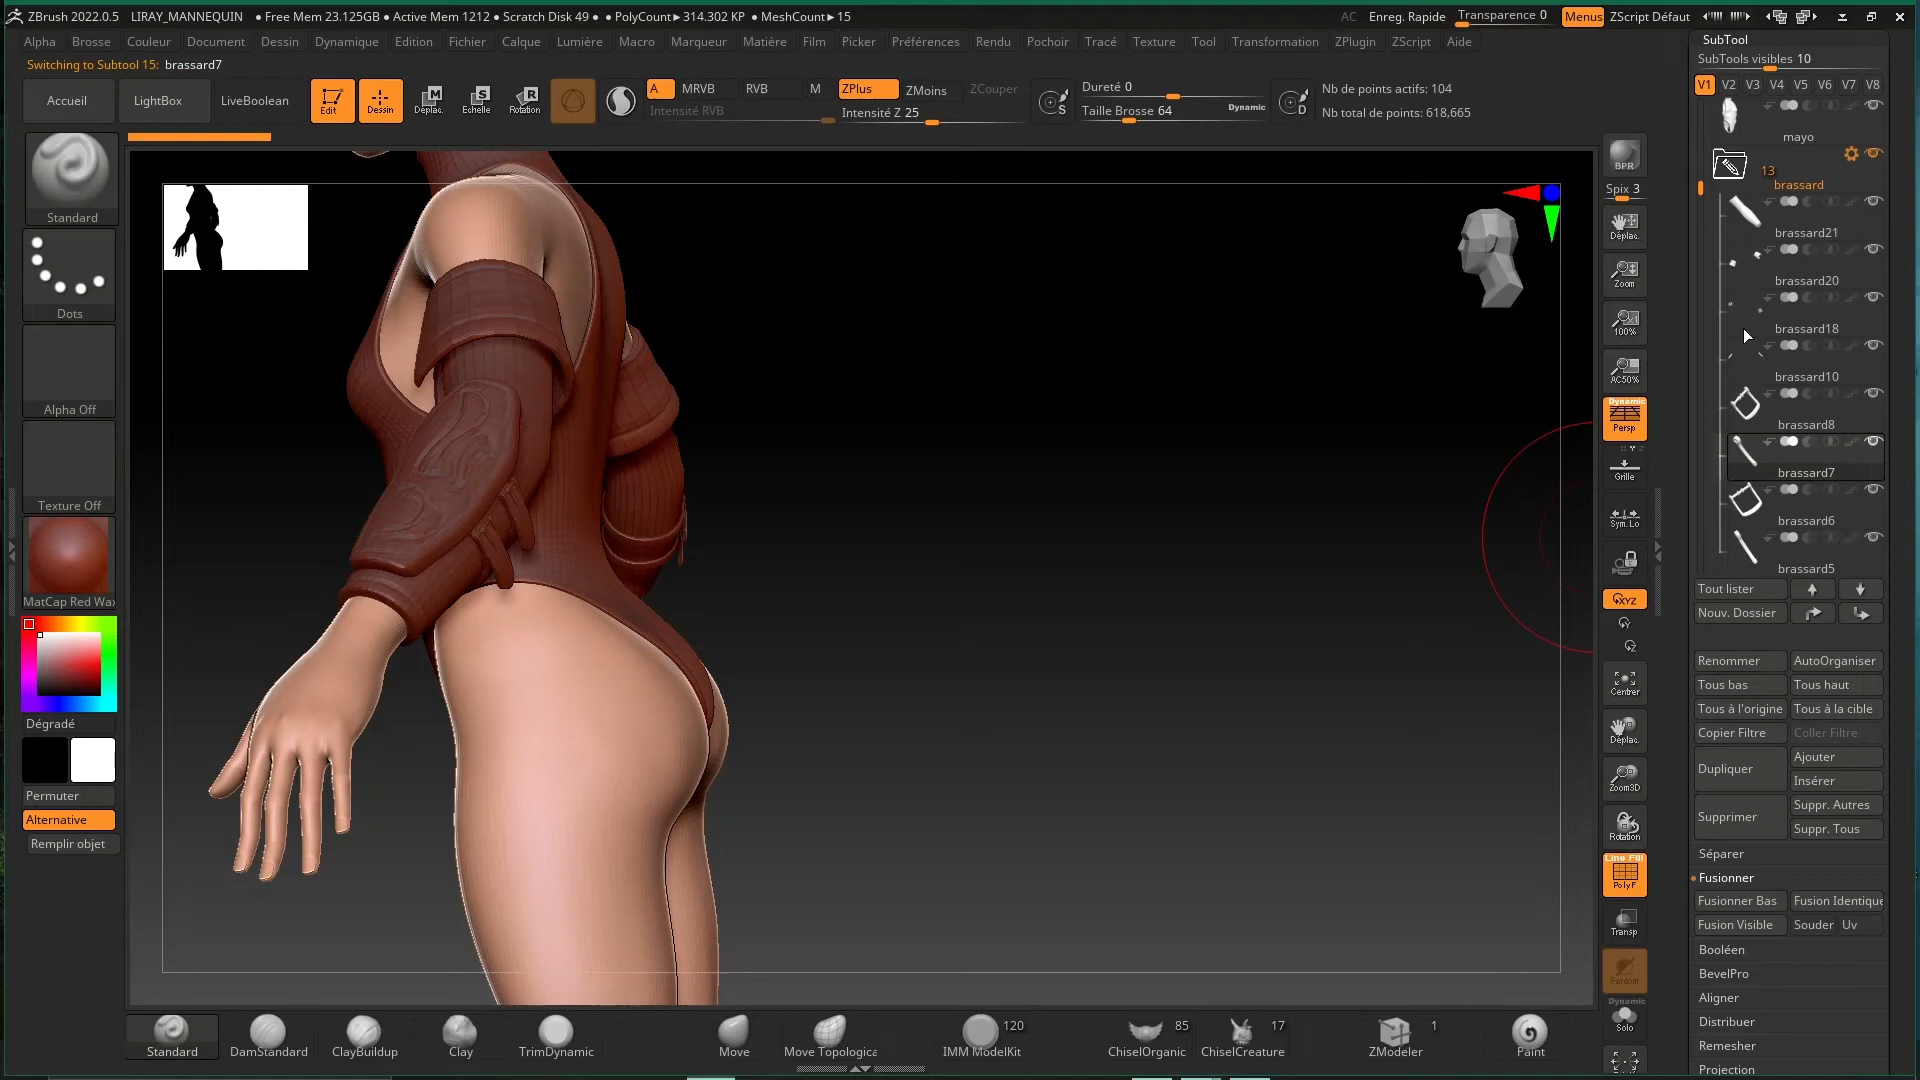 ZBrush 2022.0.5 LIRAY_MANNEQUIN • Free Mem 23.125GB • Active Mem 1212 • Scratch Disk 49 • • PolyCount▸314.302 KP • MeshCount▸15 AC Enreg. Rapide Transparence 0 Menus ZScript Défaut
Alpha Brosse Couleur Document Dessin Dynamique Edition Fichier Calque Lumière Macro Marqueur Matière Film Picker Préférences Rendu Pochoir Tracé Texture Tool Transformation ZPlugin ZScript Aide
Switching to Subtool 15: brassard7
Accueil LightBox LiveBoolean Edit Dessin Déplac. Echelle Rotation
A MRVB RVB M ZPlus ZMoins ZCouper
Intensité RVB Intensité Z 25
Dureté 0
Taille Brosse 64 Dynamic
Nb de points actifs: 104
Nb total de points: 618,665
Standard
Dots
Alpha Off
Texture Off
MatCap Red Wax
Dégradé
Permuter
Alternative
Remplir objet
BPR
Spix 3
Déplac.
Zoom
100%
AC50%
Dynamic
Persp
Grille
Sym. Lo
XYZ
Centrer
Déplac.
Zoom3D
Rotation
Line Fill
PolyF
Transp
Fantom
Dynamic
Solo
SubTool
SubTools visibles 10
V1 V2 V3 V4 V5 V6 V7 V8
mayo
13
brassard
brassard21
brassard20
brassard18
brassard10
brassard8
brassard7
brassard6
brassard5
Tout lister
Nouv. Dossier
Renommer AutoOrganiser
Tous bas Tous haut
Tous à l'origine Tous à la cible
Copier Filtre Coller Filtre
Dupliquer Ajouter
Insérer
Supprimer Suppr. Autres
Suppr. Tous
Séparer
Fusionner
Fusionner Bas Fusion Identique
Fusion Visible Souder Uv
Booléen
BevelPro
Aligner
Distribuer
Remesher
Projection
Standard DamStandard ClayBuildup Clay TrimDynamic Move Move Topologica IMM ModelKit 120 ChiselOrganic 85 ChiselCreature 17 ZModeler 1 Paint